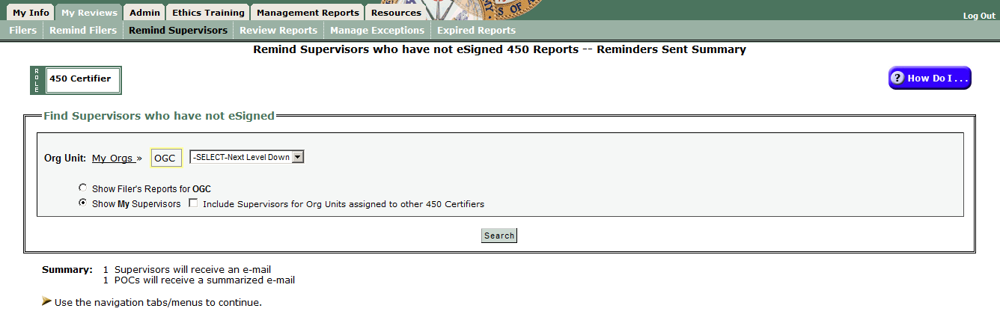 My Info My Reviews Admin Ethics Training Management Reports Resources
Log Out
Filers Remind Filers Remind Supervisors Review Reports Manage Exceptions Expired Reports
Remind Supervisors who have not eSigned 450 Reports -- Reminders Sent Summary
ROLE 450 Certifier
? How Do I . . .
Find Supervisors who have not eSigned
Org Unit: My Orgs » OGC -SELECT-Next Level Down
Show Filer's Reports for OGC
Show My Supervisors Include Supervisors for Org Units assigned to other 450 Certifiers
Search
Summary: 1 Supervisors will receive an e-mail
1 POCs will receive a summarized e-mail
Use the navigation tabs/menus to continue.